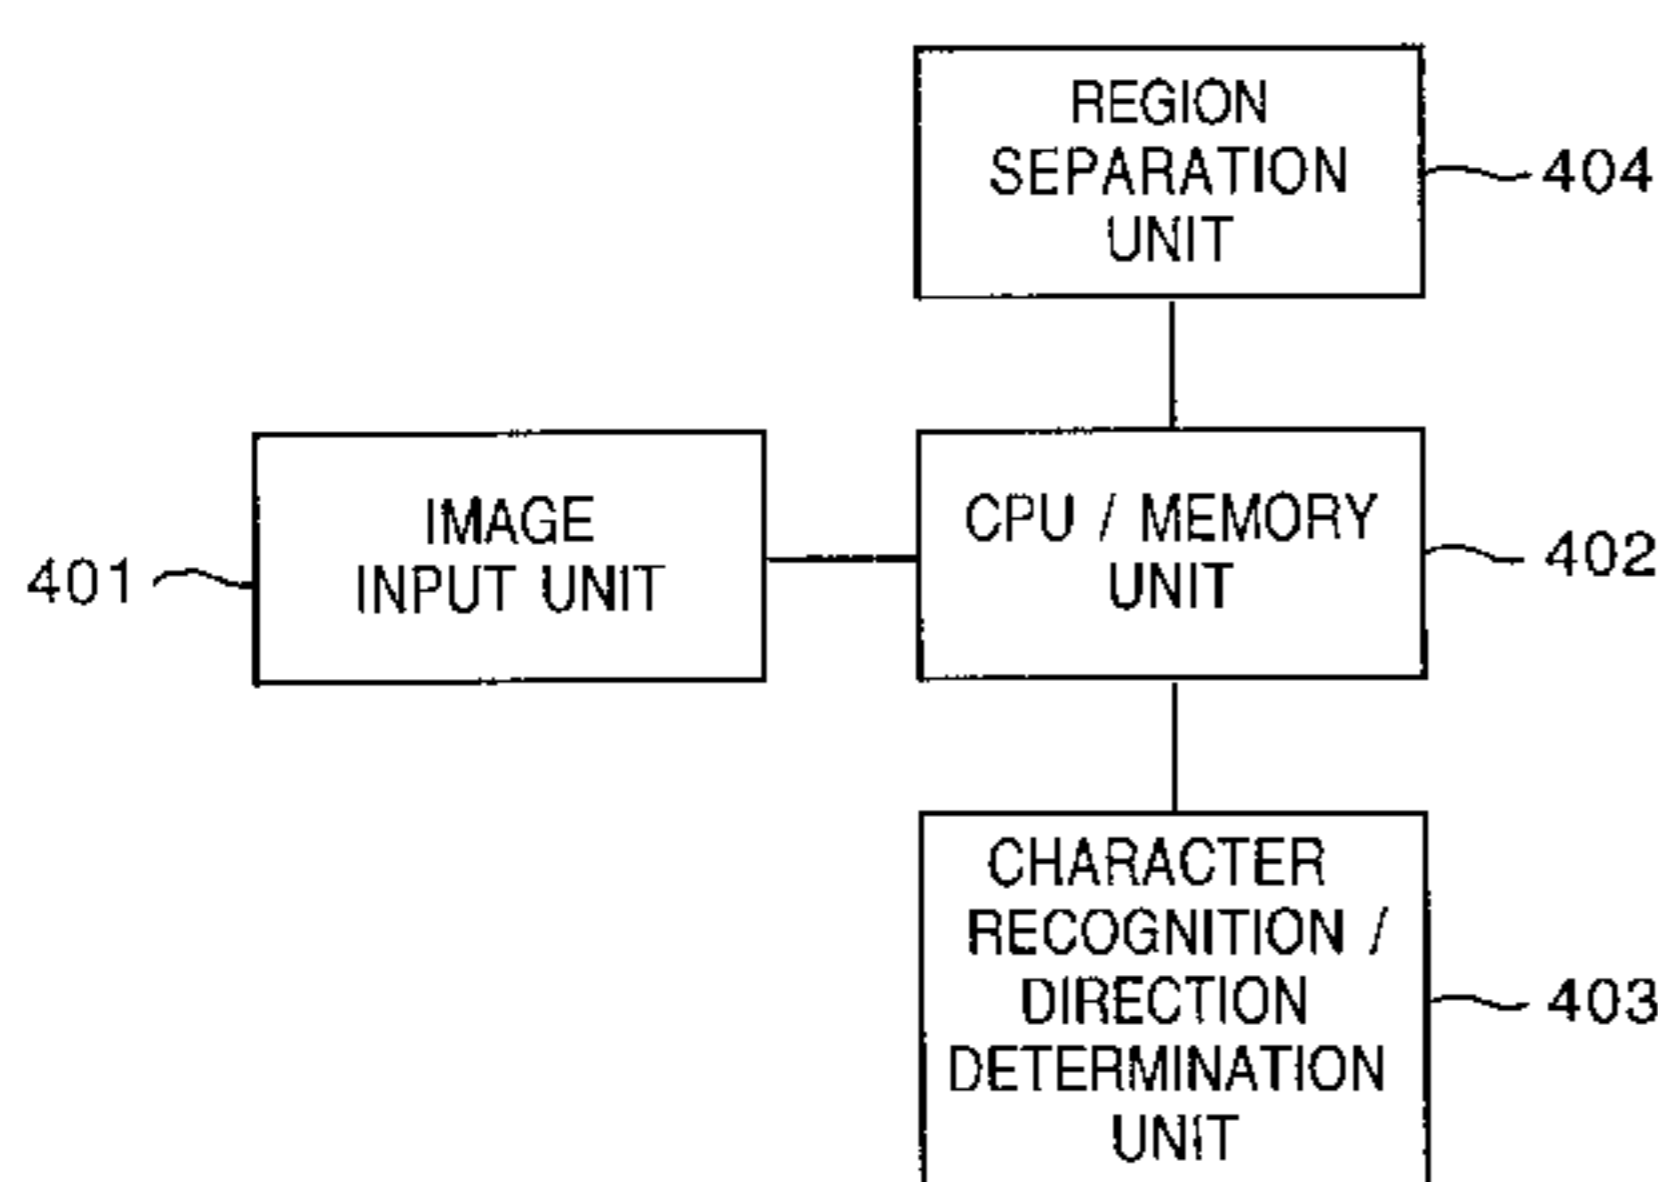 REGION
SEPARATION
UNIT
404
IMAGE
INPUT UNIT
401
CPU / MEMORY
UNIT
402
CHARACTER
RECOGNITION /
DIRECTION
DETERMINATION
UNIT
403